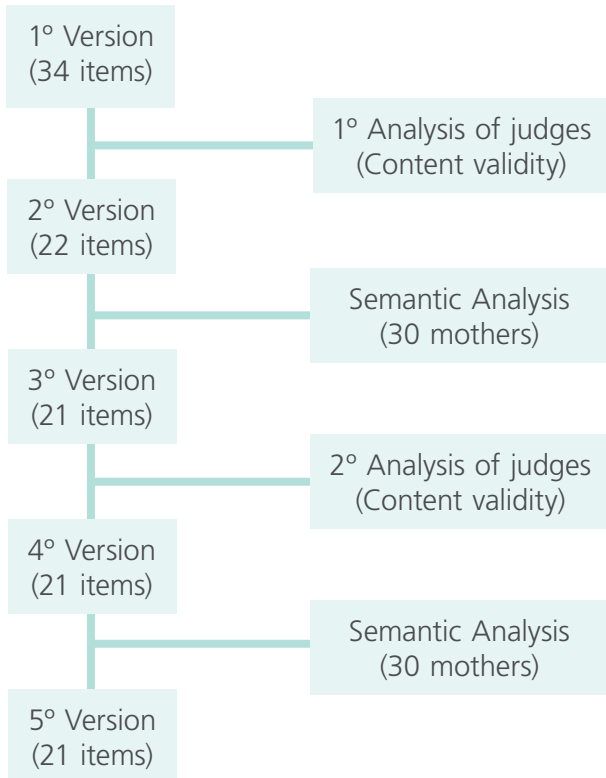 1º Version
(34 items)
1º Analysis of judges
(Content validity)
2º Version
(22 items)
Semantic Analysis
(30 mothers)
3º Version
(21 items)
2º Analysis of judges
(Content validity)
4º Version
(21 items)
Semantic Analysis
(30 mothers)
5º Version
(21 items)